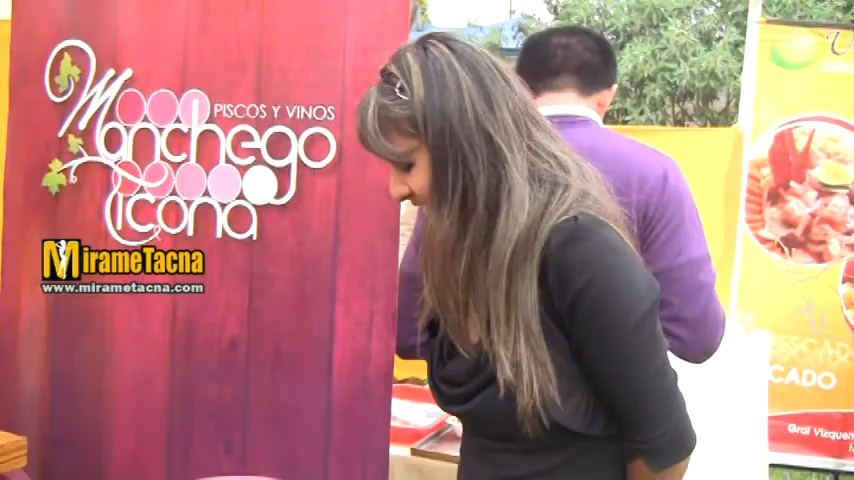 PISCOS Y VINOS
Manchego
Ticona
MirameTacna
www.mirametacna.com
CADO
Gral Vizquerra